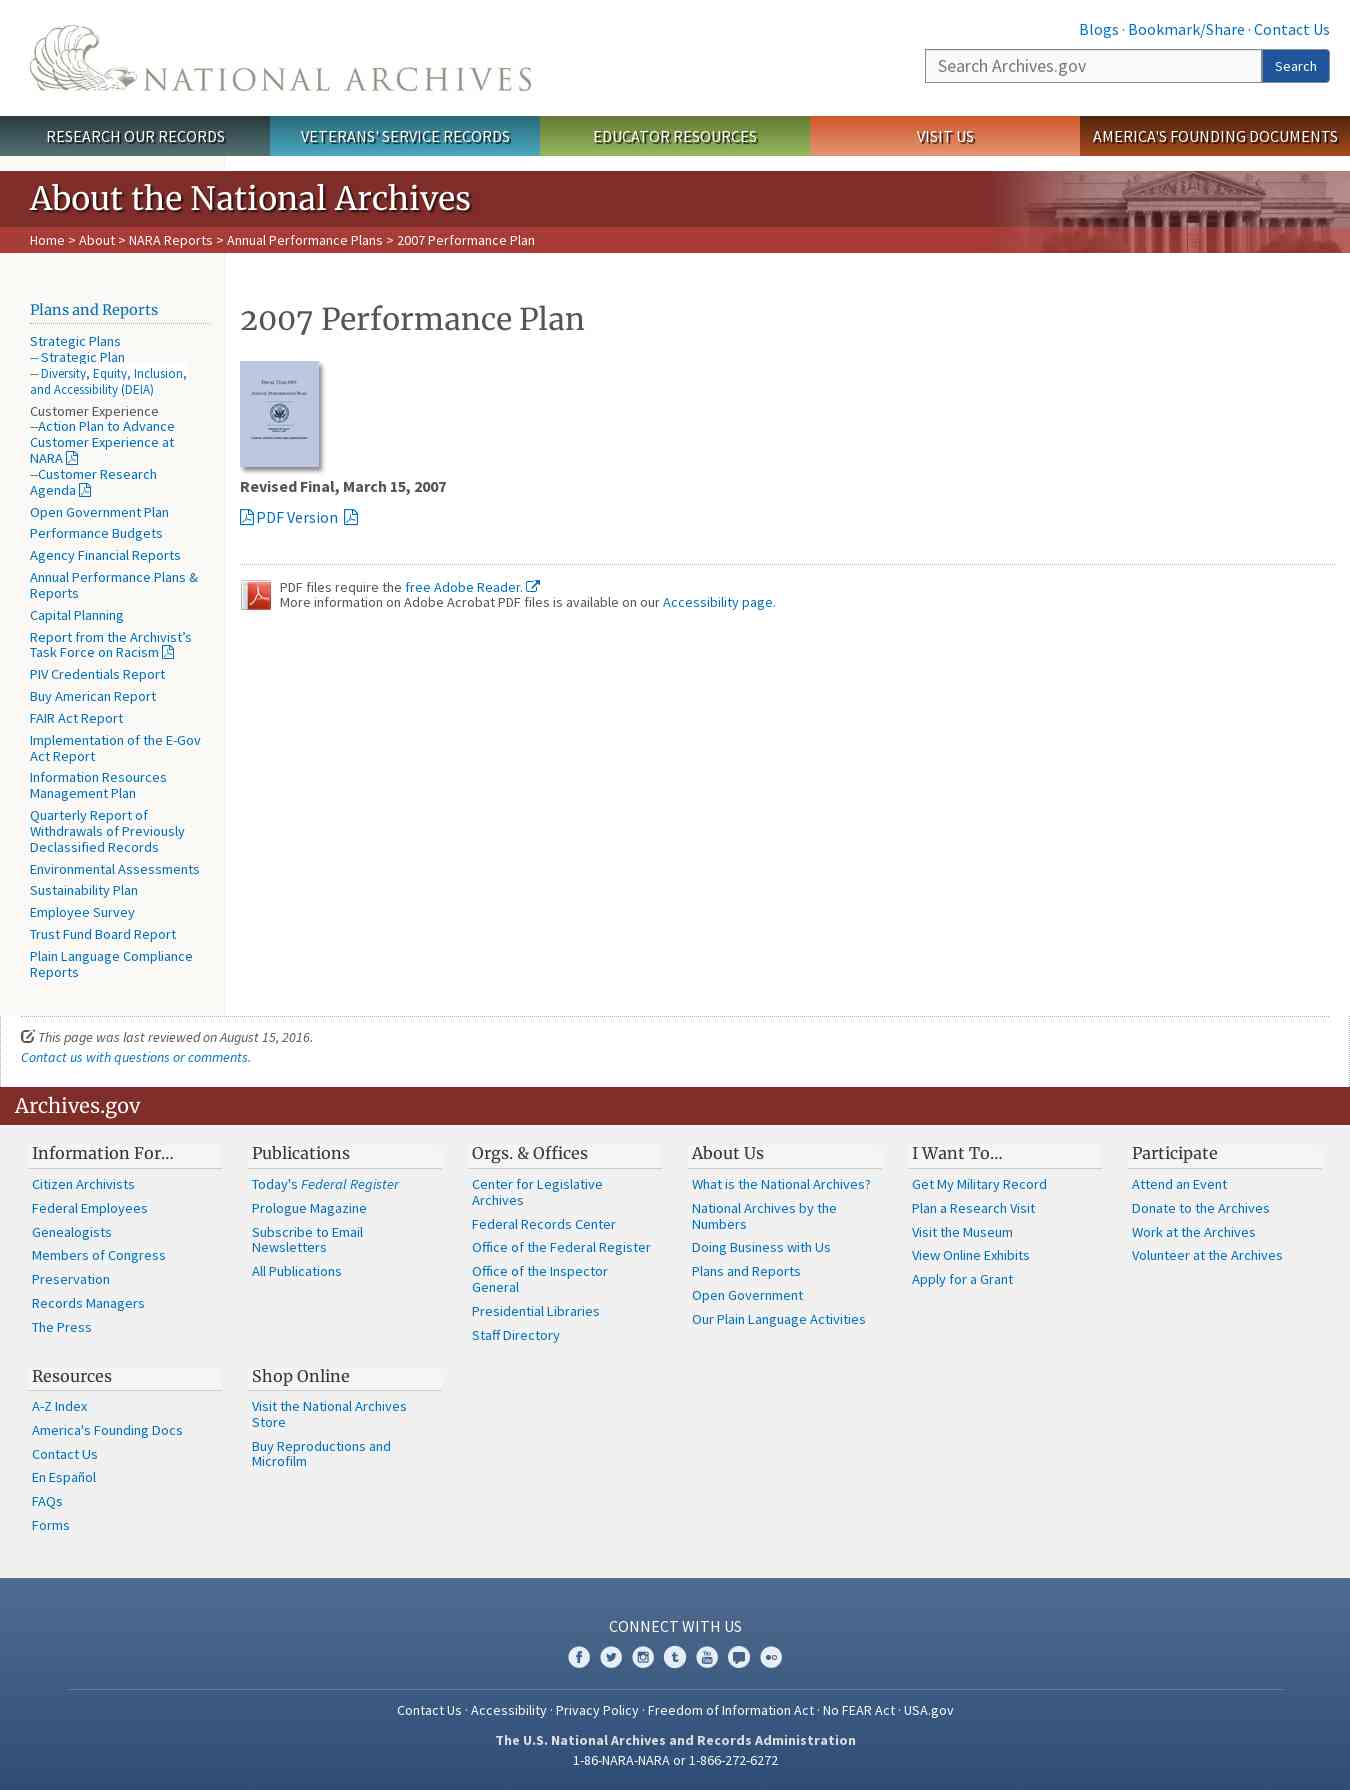 Blogs · Bookmark/Share · Contact Us
NATIONAL ARCHIVES
Search Archives.gov
Search
RESEARCH OUR RECORDS
VETERANS' SERVICE RECORDS
EDUCATOR RESOURCES
VISIT US
AMERICA'S FOUNDING DOCUMENTS
About the National Archives
Home > About > NARA Reports > Annual Performance Plans > 2007 Performance Plan
Plans and Reports
Strategic Plans
-- Strategic Plan
-- Diversity, Equity, Inclusion,
and Accessibility (DEIA)
Customer Experience
--Action Plan to Advance
Customer Experience at
NARA
--Customer Research
Agenda
Open Government Plan
Performance Budgets
Agency Financial Reports
Annual Performance Plans &
Reports
Capital Planning
Report from the Archivist’s
Task Force on Racism
PIV Credentials Report
Buy American Report
FAIR Act Report
Implementation of the E-Gov
Act Report
Information Resources
Management Plan
Quarterly Report of
Withdrawals of Previously
Declassified Records
Environmental Assessments
Sustainability Plan
Employee Survey
Trust Fund Board Report
Plain Language Compliance
Reports
2007 Performance Plan
Revised Final, March 15, 2007
PDF Version
PDF files require the free Adobe Reader.
More information on Adobe Acrobat PDF files is available on our Accessibility page.
This page was last reviewed on August 15, 2016.
Contact us with questions or comments.
Archives.gov
Information For…
Citizen Archivists
Federal Employees
Genealogists
Members of Congress
Preservation
Records Managers
The Press
Publications
Today's Federal Register
Prologue Magazine
Subscribe to Email
Newsletters
All Publications
Orgs. & Offices
Center for Legislative
Archives
Federal Records Center
Office of the Federal Register
Office of the Inspector
General
Presidential Libraries
Staff Directory
About Us
What is the National Archives?
National Archives by the
Numbers
Doing Business with Us
Plans and Reports
Open Government
Our Plain Language Activities
I Want To…
Get My Military Record
Plan a Research Visit
Visit the Museum
View Online Exhibits
Apply for a Grant
Participate
Attend an Event
Donate to the Archives
Work at the Archives
Volunteer at the Archives
Resources
A-Z Index
America's Founding Docs
Contact Us
En Español
FAQs
Forms
Shop Online
Visit the National Archives
Store
Buy Reproductions and
Microfilm
CONNECT WITH US
Contact Us · Accessibility · Privacy Policy · Freedom of Information Act · No FEAR Act · USA.gov
The U.S. National Archives and Records Administration
1-86-NARA-NARA or 1-866-272-6272